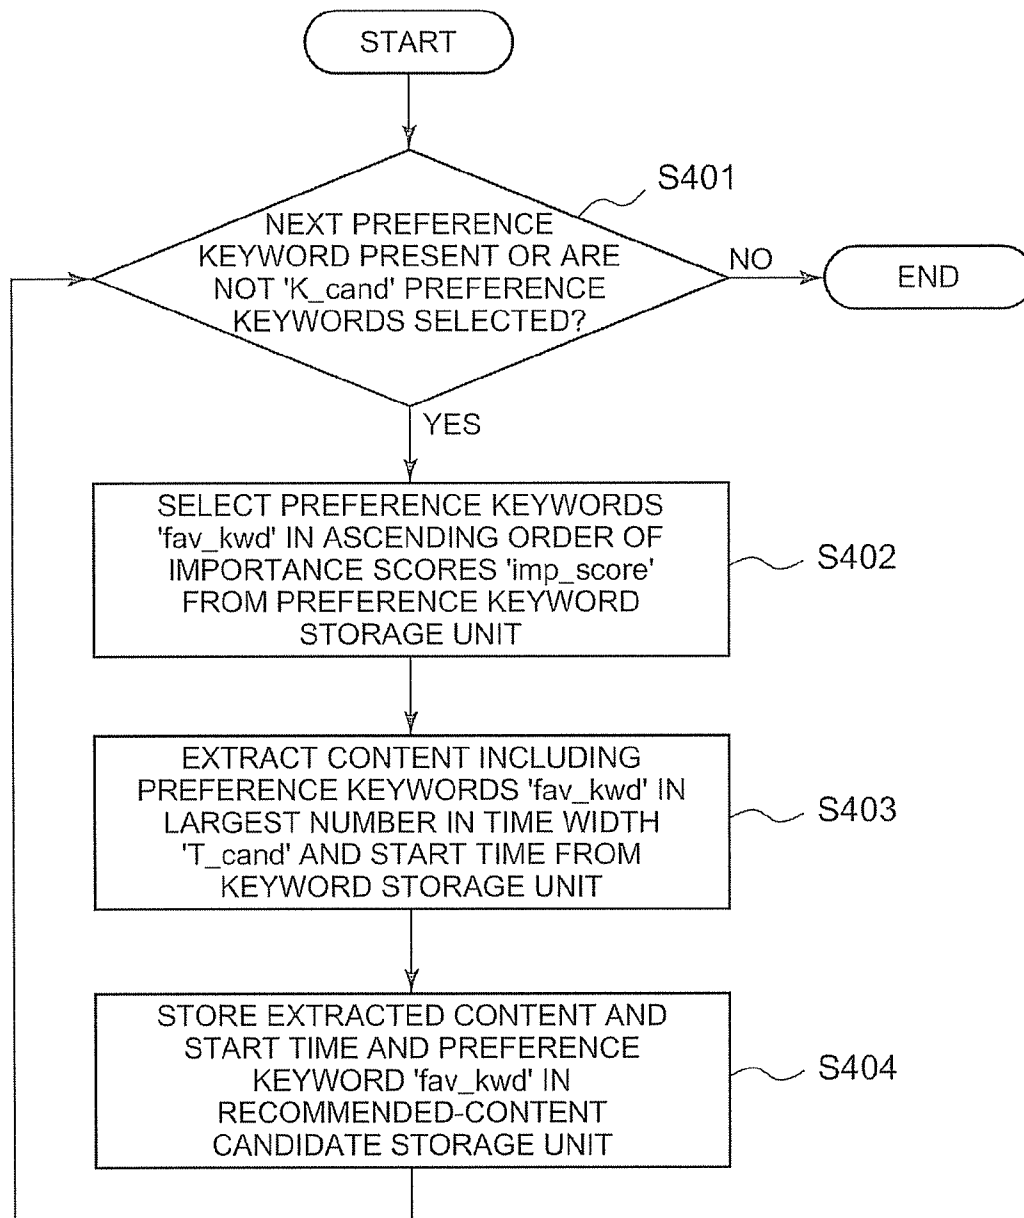 START
S401
NEXT PREFERENCE
KEYWORD PRESENT OR ARE
NOT 'K_cand' PREFERENCE
KEYWORDS SELECTED?
NO
END
YES
SELECT PREFERENCE KEYWORDS
'fav_kwd' IN ASCENDING ORDER OF
IMPORTANCE SCORES 'imp_score'
FROM PREFERENCE KEYWORD
STORAGE UNIT
S402
EXTRACT CONTENT INCLUDING
PREFERENCE KEYWORDS 'fav_kwd' IN
LARGEST NUMBER IN TIME WIDTH
'T_cand' AND START TIME FROM
KEYWORD STORAGE UNIT
S403
STORE EXTRACTED CONTENT AND
START TIME AND PREFERENCE
KEYWORD 'fav_kwd' IN
RECOMMENDED-CONTENT
CANDIDATE STORAGE UNIT
S404